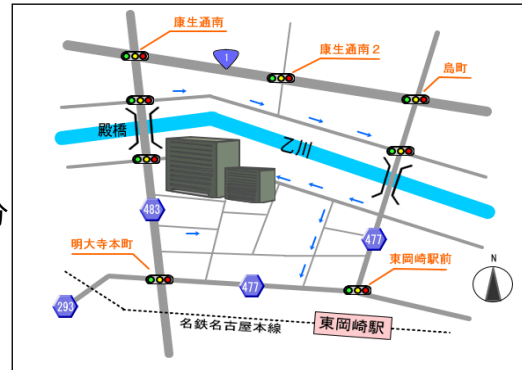 康生通南
康生通南2
1
島町
殿橋
乙川
分
483
477
明大寺本町
東岡崎駅前
N
477
293
名鉄名古屋本線
東岡崎駅